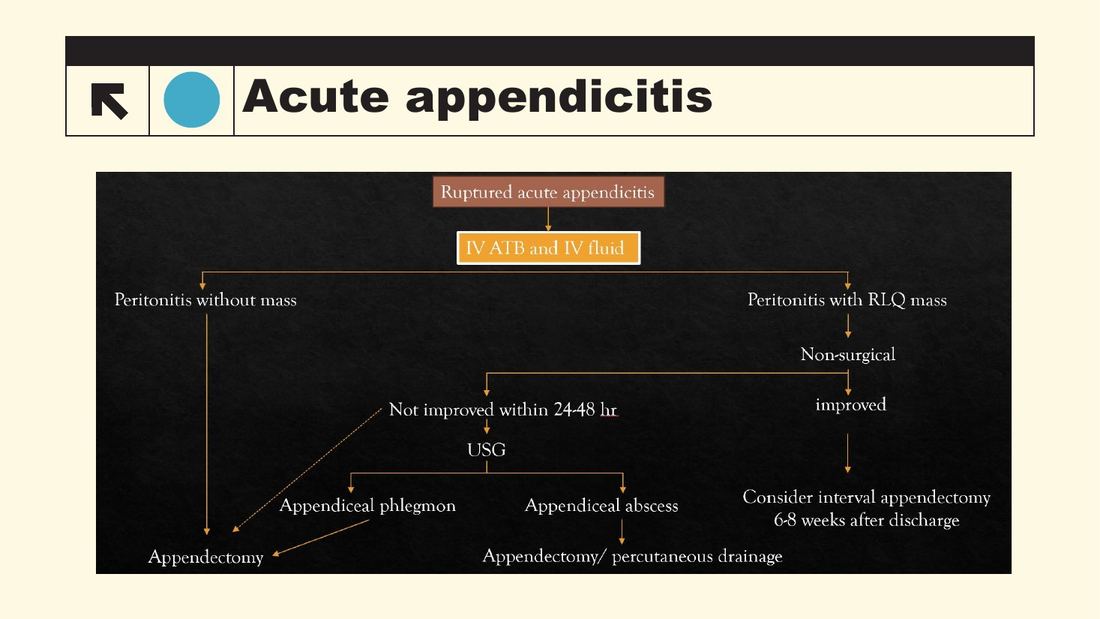 Acute appendicitis
Ruptured acute appendicitis
IV ATB and IV fluid
Peritonitis without mass
Peritonitis with RLQ mass
Non-surgical
improved
Not improved within 24-48 hr
USG
Appendiceal phlegmon
Appendiceal abscess
Consider interval appendectomy
6-8 weeks after discharge
Appendectomy
Appendectomy/ percutaneous drainage